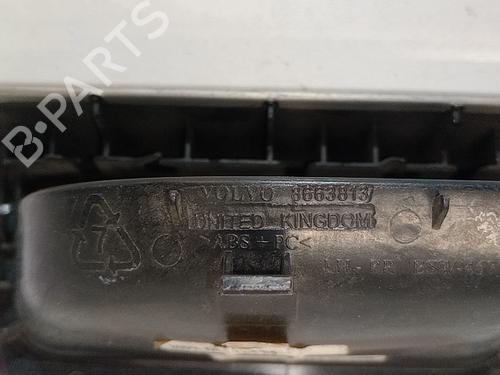 B-PARTS
VOLVO 8663813
UNITED KINGDOM
>ABS + PC<